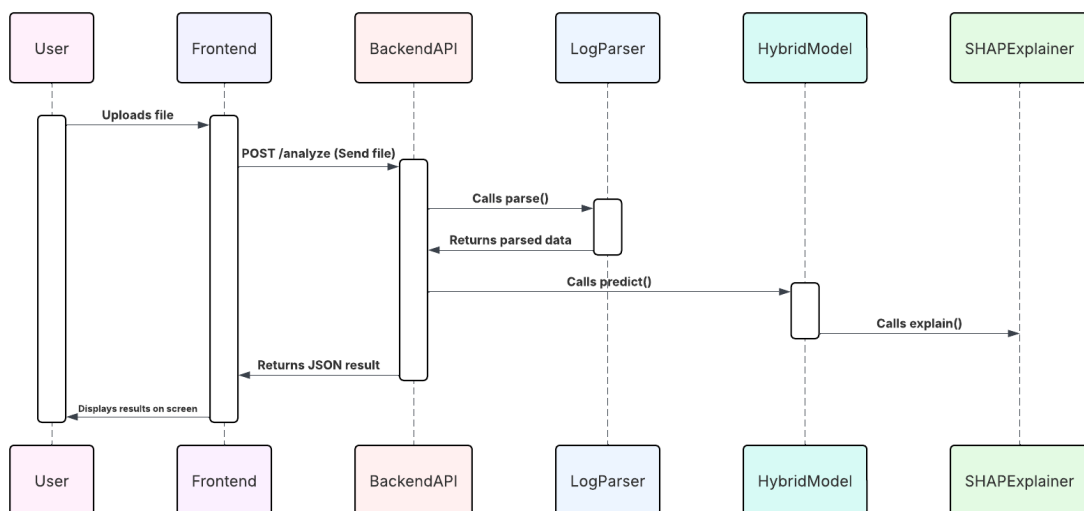 User
Frontend
BackendAPI
LogParser
HybridModel
SHAPExplainer
Uploads file
POST /analyze (Send file)
Calls parse()
Returns parsed data
Calls predict()
Calls explain()
Returns JSON result
Displays results on screen
User
Frontend
BackendAPI
LogParser
HybridModel
SHAPExplainer